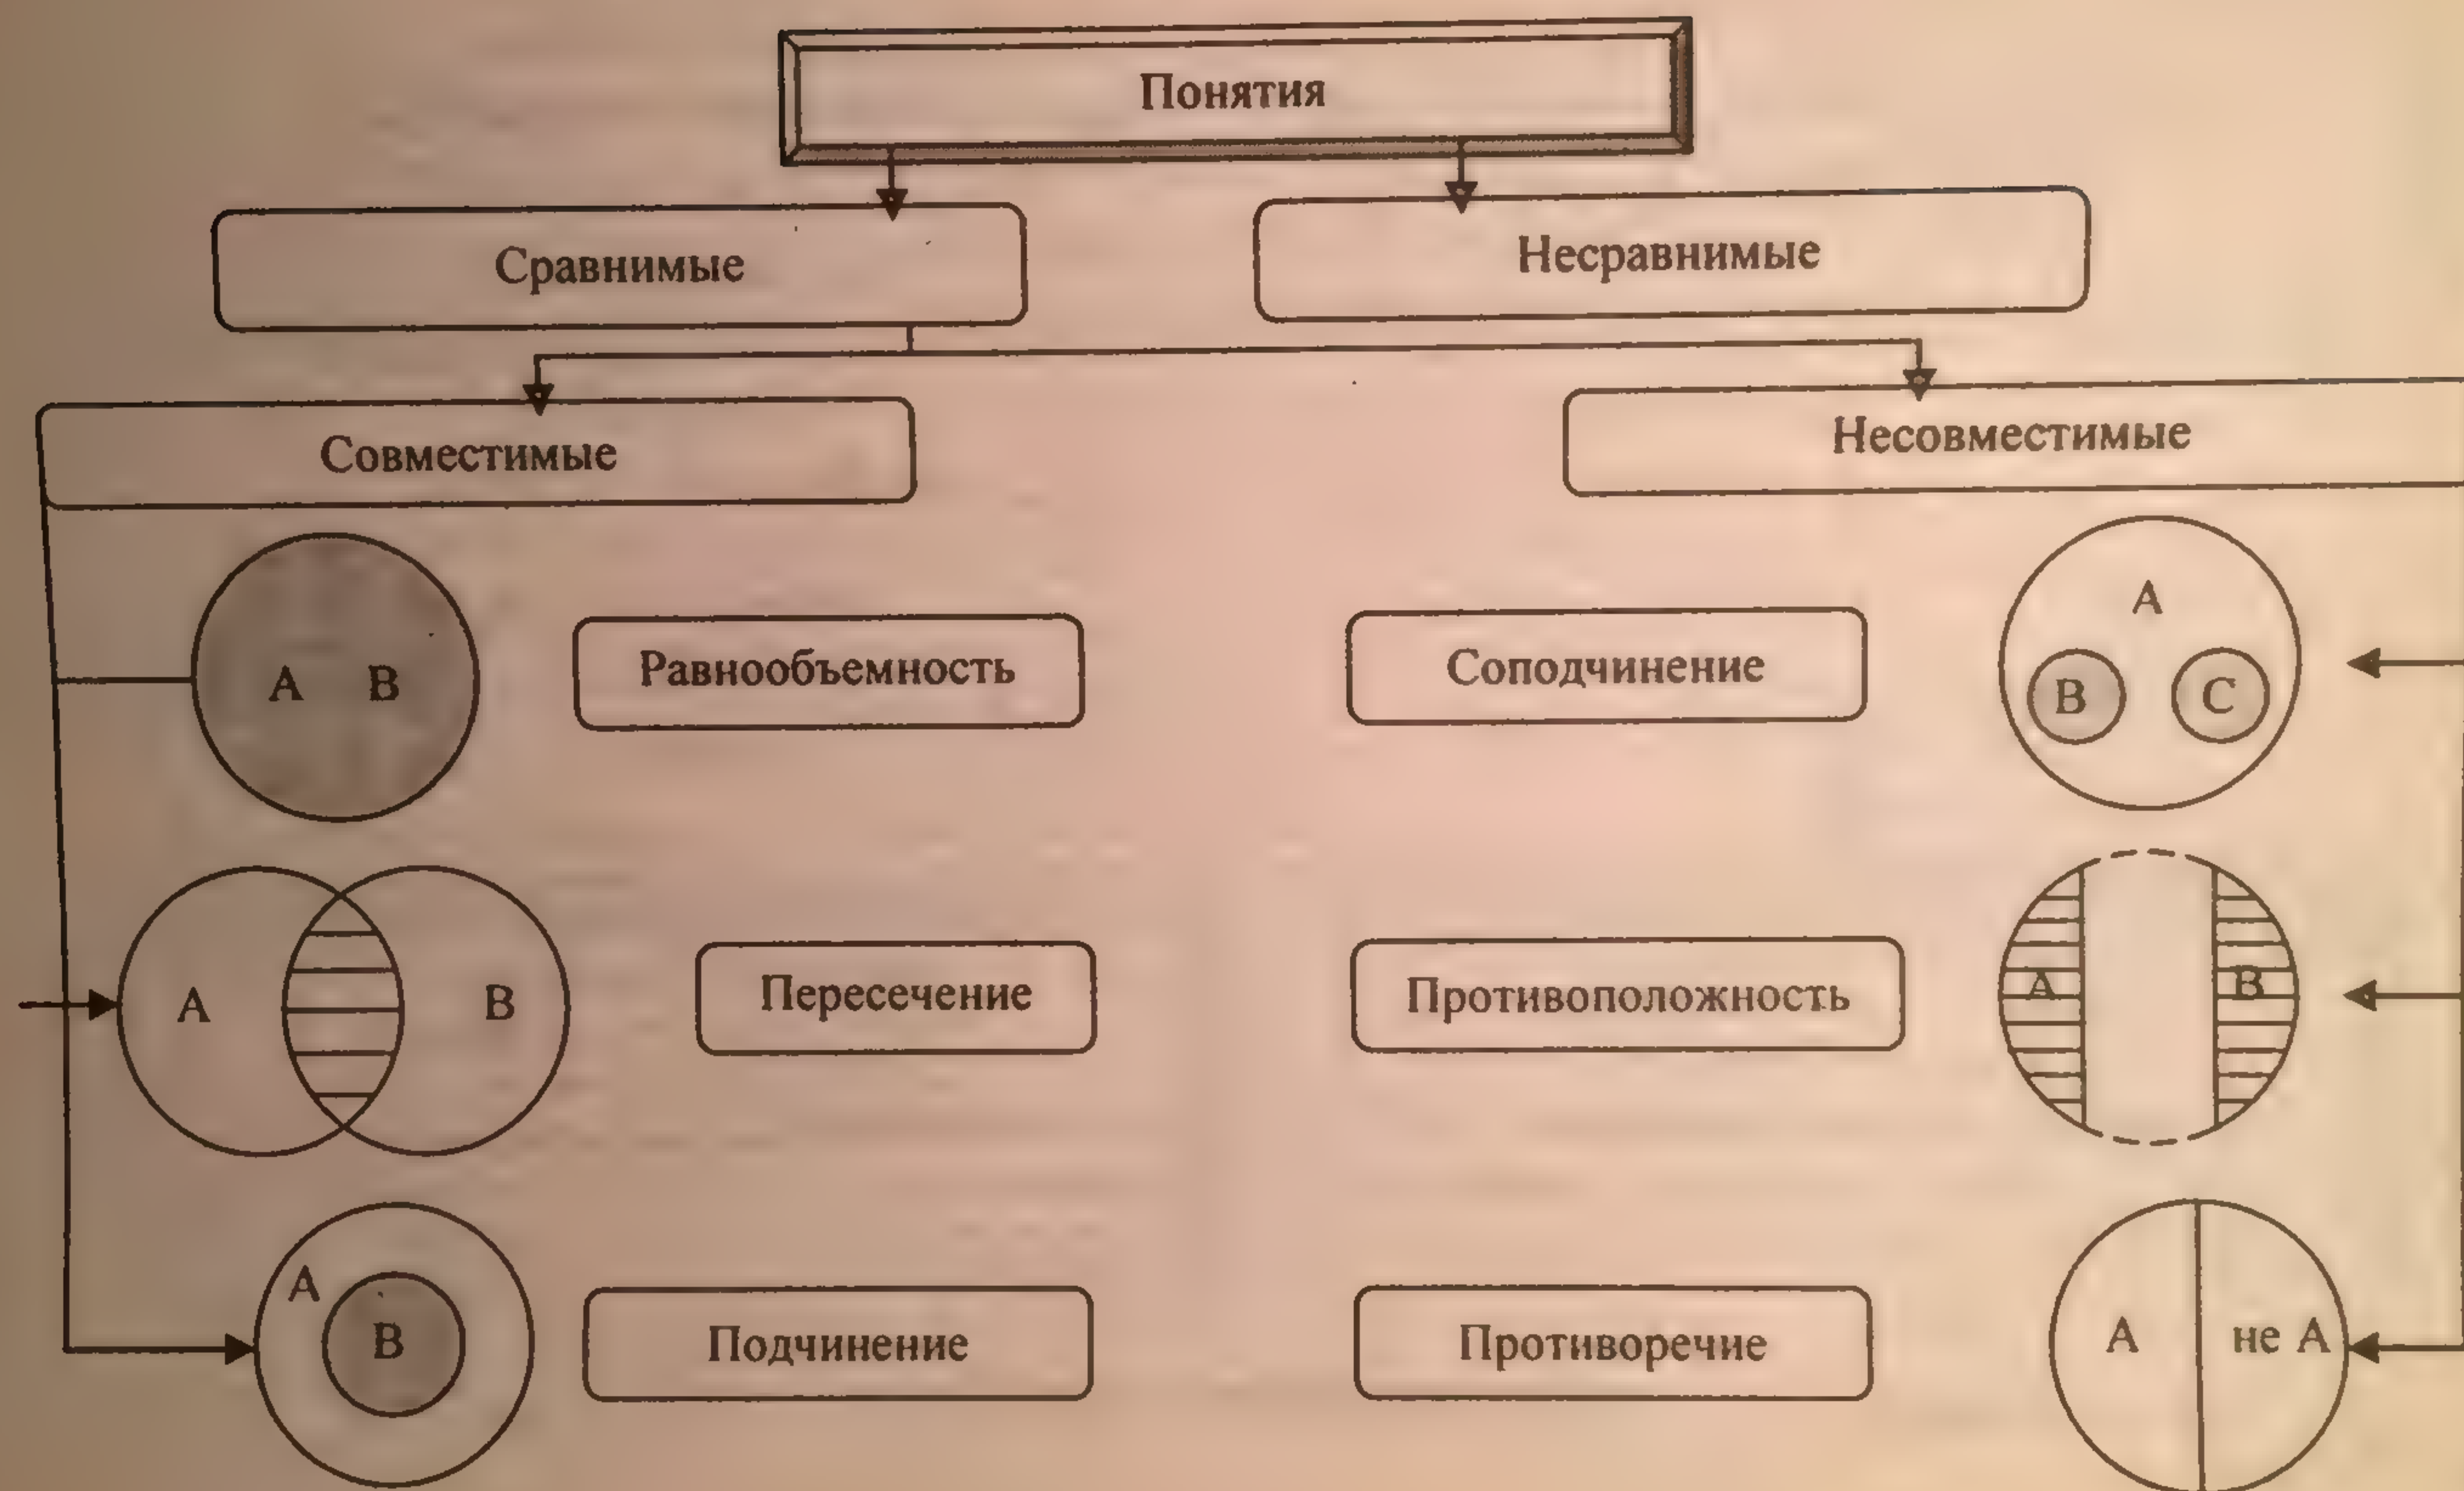 Понятия
Сравнимые
Несравнимые
Совместимые
Несовместимые
A B
Равнообъемность
Соподчинение
A
B C
A B
Пересечение
Противоположность
A B
A
B
Подчинение
Противоречие
A не A